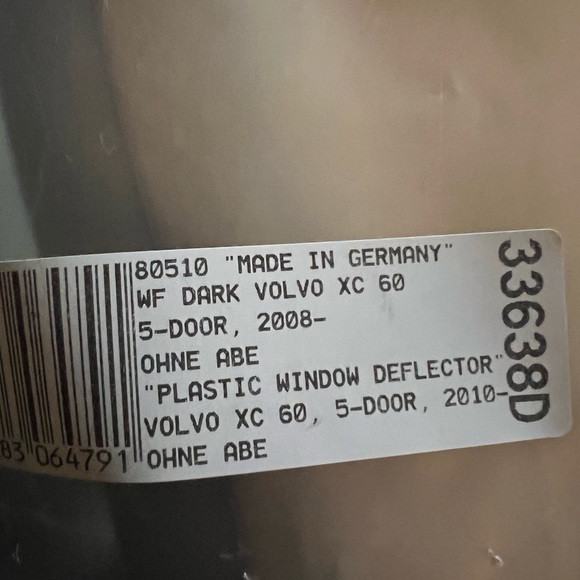 80510 "MADE IN GERMANY"
WF DARK VOLVO XC 60
5-DOOR, 2008-
OHNE ABE
"PLASTIC WINDOW DEFLECTOR"
VOLVO XC 60, 5-DOOR, 2010-
OHNE ABE
33638D
83 064791